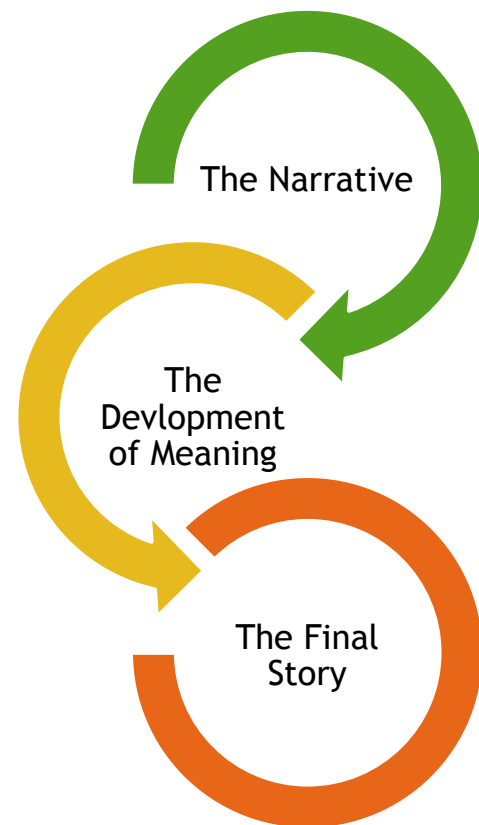 The Narrative
The
Devlopment
of Meaning
The Final
Story